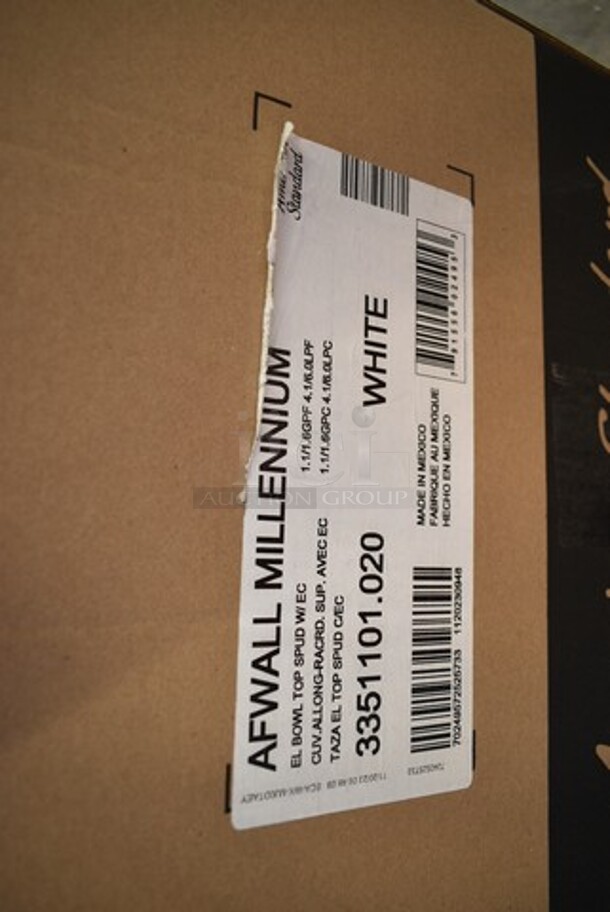 Standard
AFWALL MILLENNIUM
EL BOWL TOP SPUD W/ EC 1.1/1.6GPF 4.1/6.0LPF
CUV.ALLONG-RACRD. SUP. AVEC EC 1.1/1.6GPC 4.1/6.0LPC
TAZA EL TOP SPUD C/EC
3351101.020 WHITE
MADE IN MEXICO
FABRIQUE AU MEXIQUE
HECHO EN MEXICO
70249572525733 1120230948
AUCTION GROUP